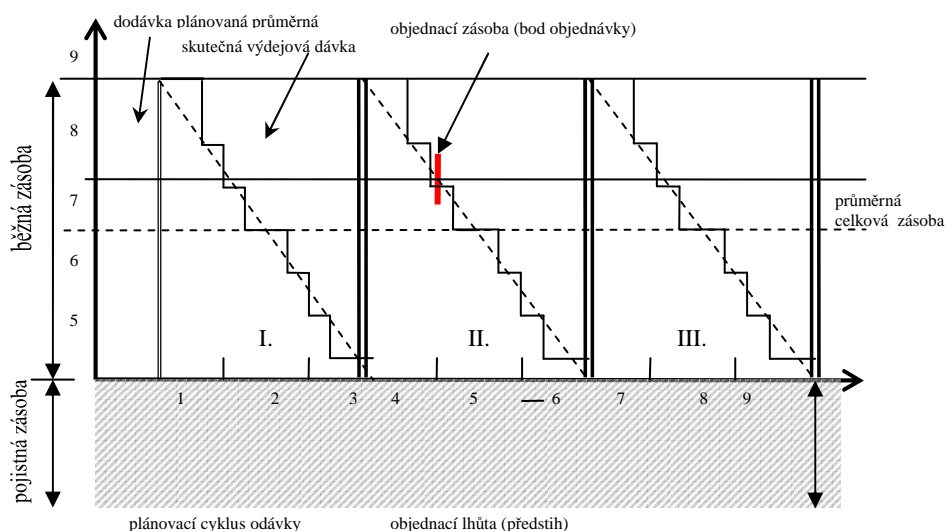 dodávka plánovaná průměrná
skutečná výdejová dávka
objednací zásoba (bod objednávky)
9
8
7
6
5
běžná zásoba
průměrná
celková zásoba
I.
II.
III.
1 2 3 4 5 — 6 7 8 9
pojistná zásoba
plánovací cyklus odávky
objednací lhůta (předstih)